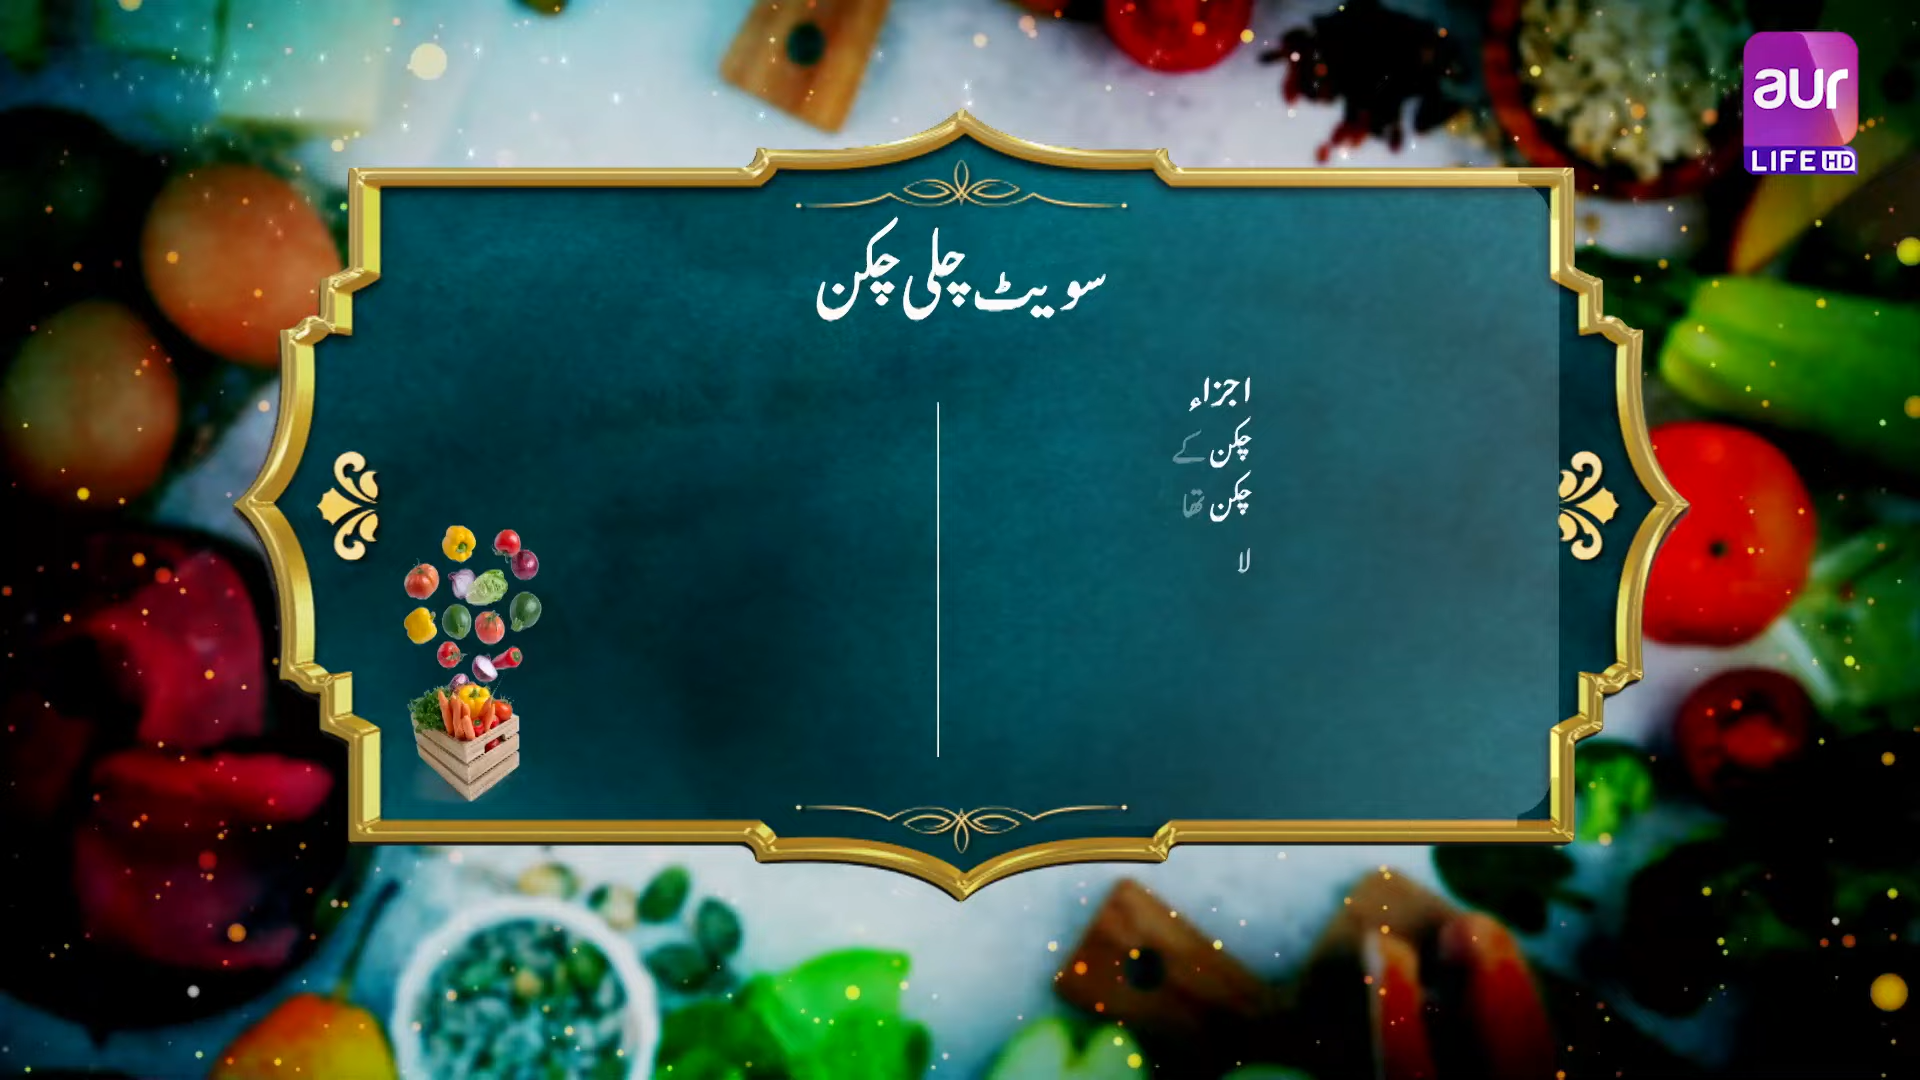 aur
LIFE HD
سویٹ چلی چکن
اجزاء
چکن کے
چکن تھا
لا